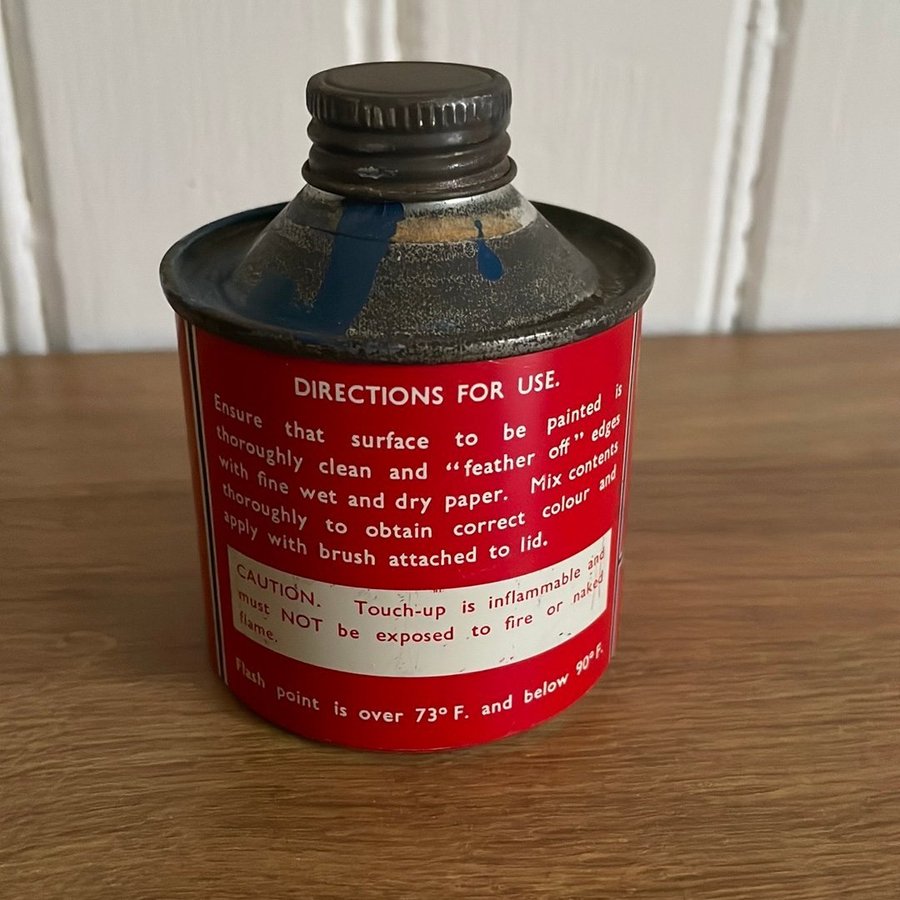 DIRECTIONS FOR USE.
Ensure that surface to be painted is
thoroughly clean and “feather off” edges
with fine wet and dry paper. Mix contents
thoroughly to obtain correct colour and
apply with brush attached to lid.
CAUTION. Touch-up is inflammable and
must NOT be exposed to fire or naked
flame.
Flash point is over 73° F. and below 90° F.